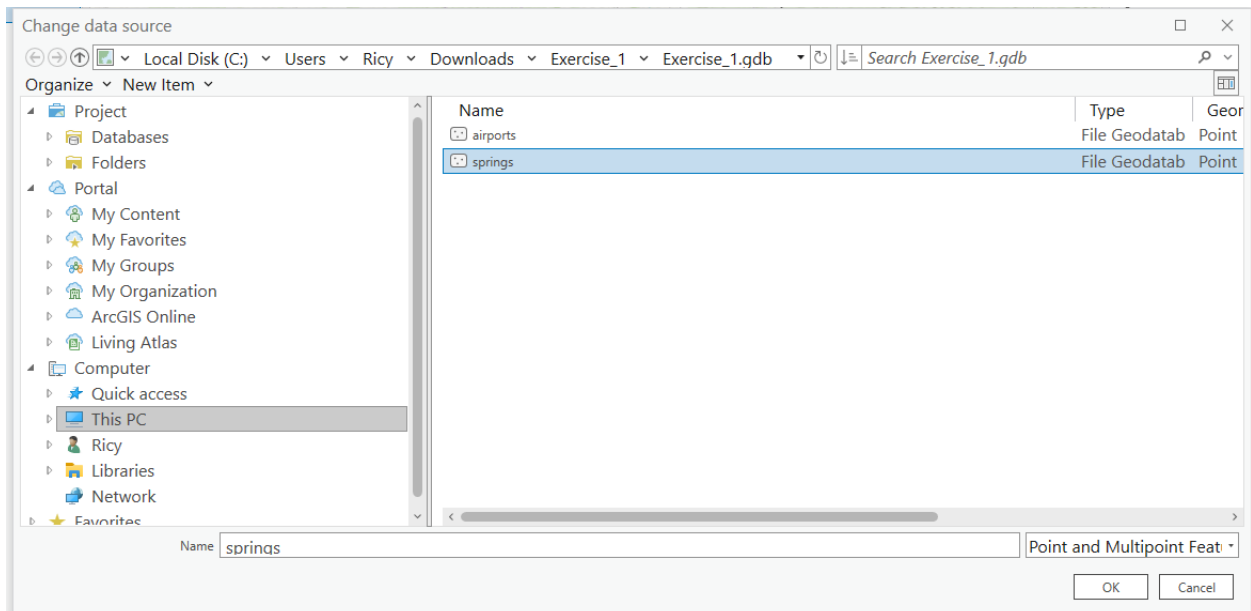 Change data source
Local Disk (C:) Users Ricy Downloads Exercise_1 Exercise_1.gdb Search Exercise_1.gdb
Organize New Item
Project
Databases
Folders
Portal
My Content
My Favorites
My Groups
My Organization
ArcGIS Online
Living Atlas
Computer
Quick access
This PC
Ricy
Libraries
Network
Favorites
Name Type Geor
airports File Geodatab Point
springs File Geodatab Point
Name springs Point and Multipoint Feat
OK Cancel